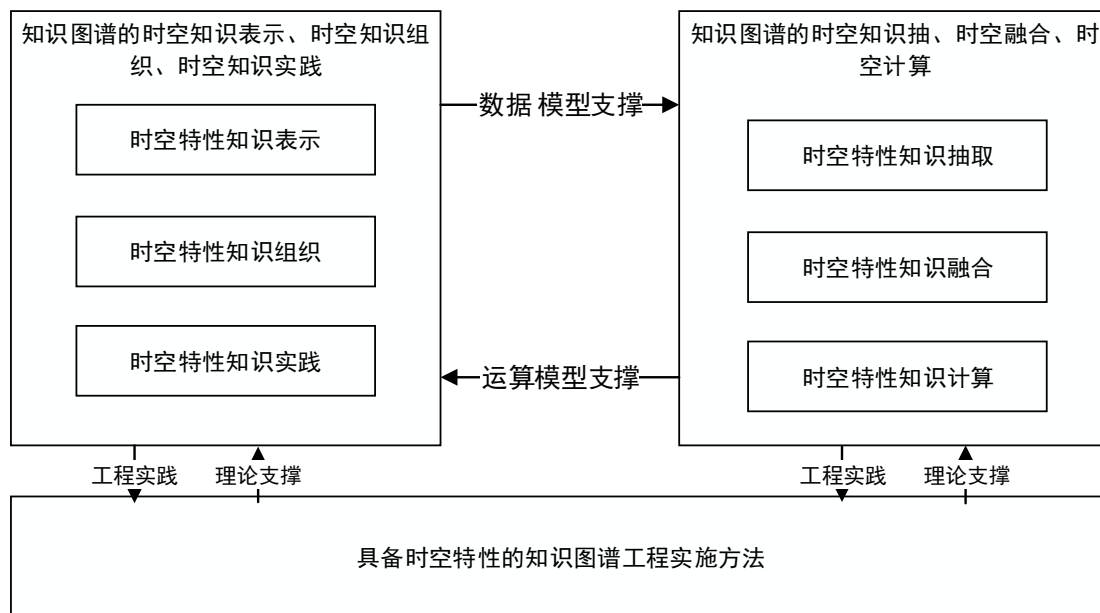 知识图谱的时空知识表示、时空知识组
织、时空知识实践
时空特性知识表示
时空特性知识组织
时空特性知识实践
数据 模型支撑
运算模型支撑
知识图谱的时空知识抽、时空融合、时
空计算
时空特性知识抽取
时空特性知识融合
时空特性知识计算
工程实践
理论支撑
工程实践
理论支撑
具备时空特性的知识图谱工程实施方法